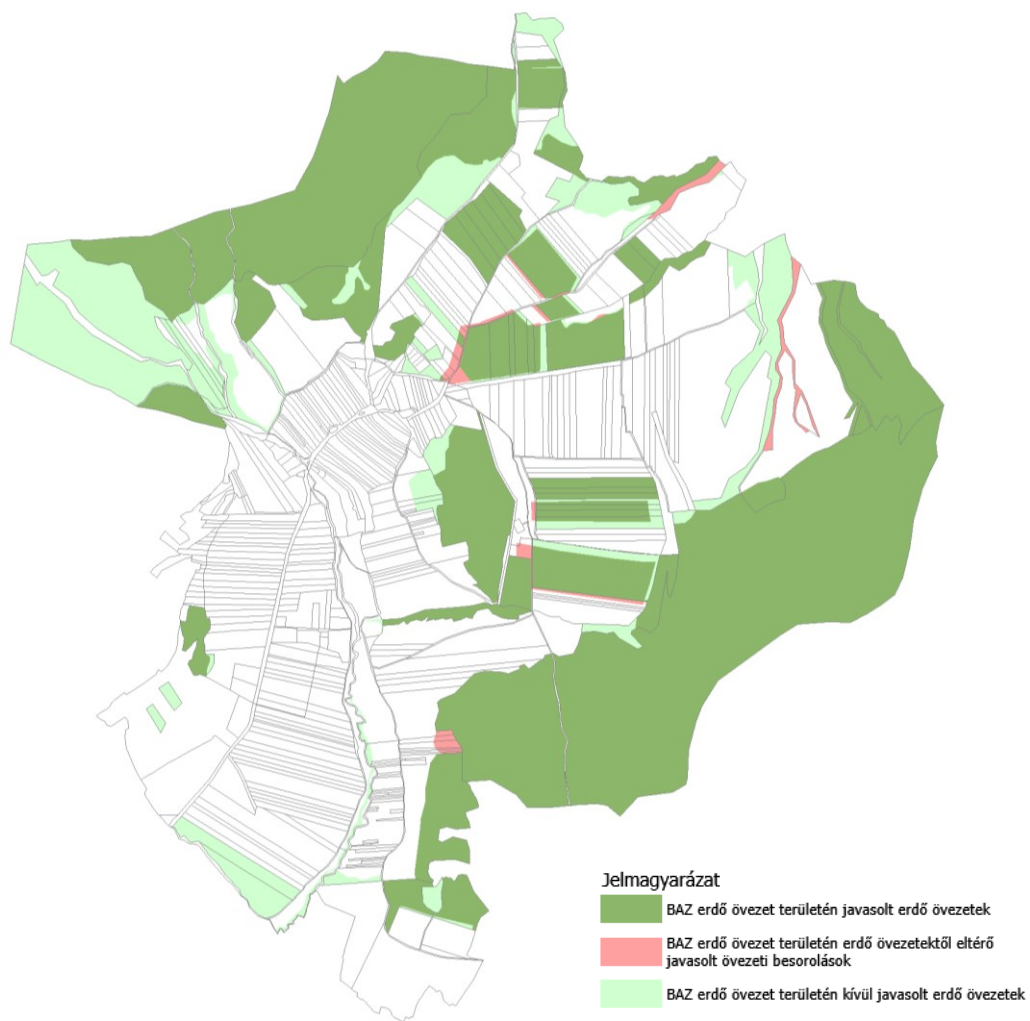 Jelmagyarázat
BAZ erdő övezet területén javasolt erdő övezetek
BAZ erdő övezet területén erdő övezetektől eltérő
javasolt övezeti besorolások
BAZ erdő övezet területén kívül javasolt erdő övezetek